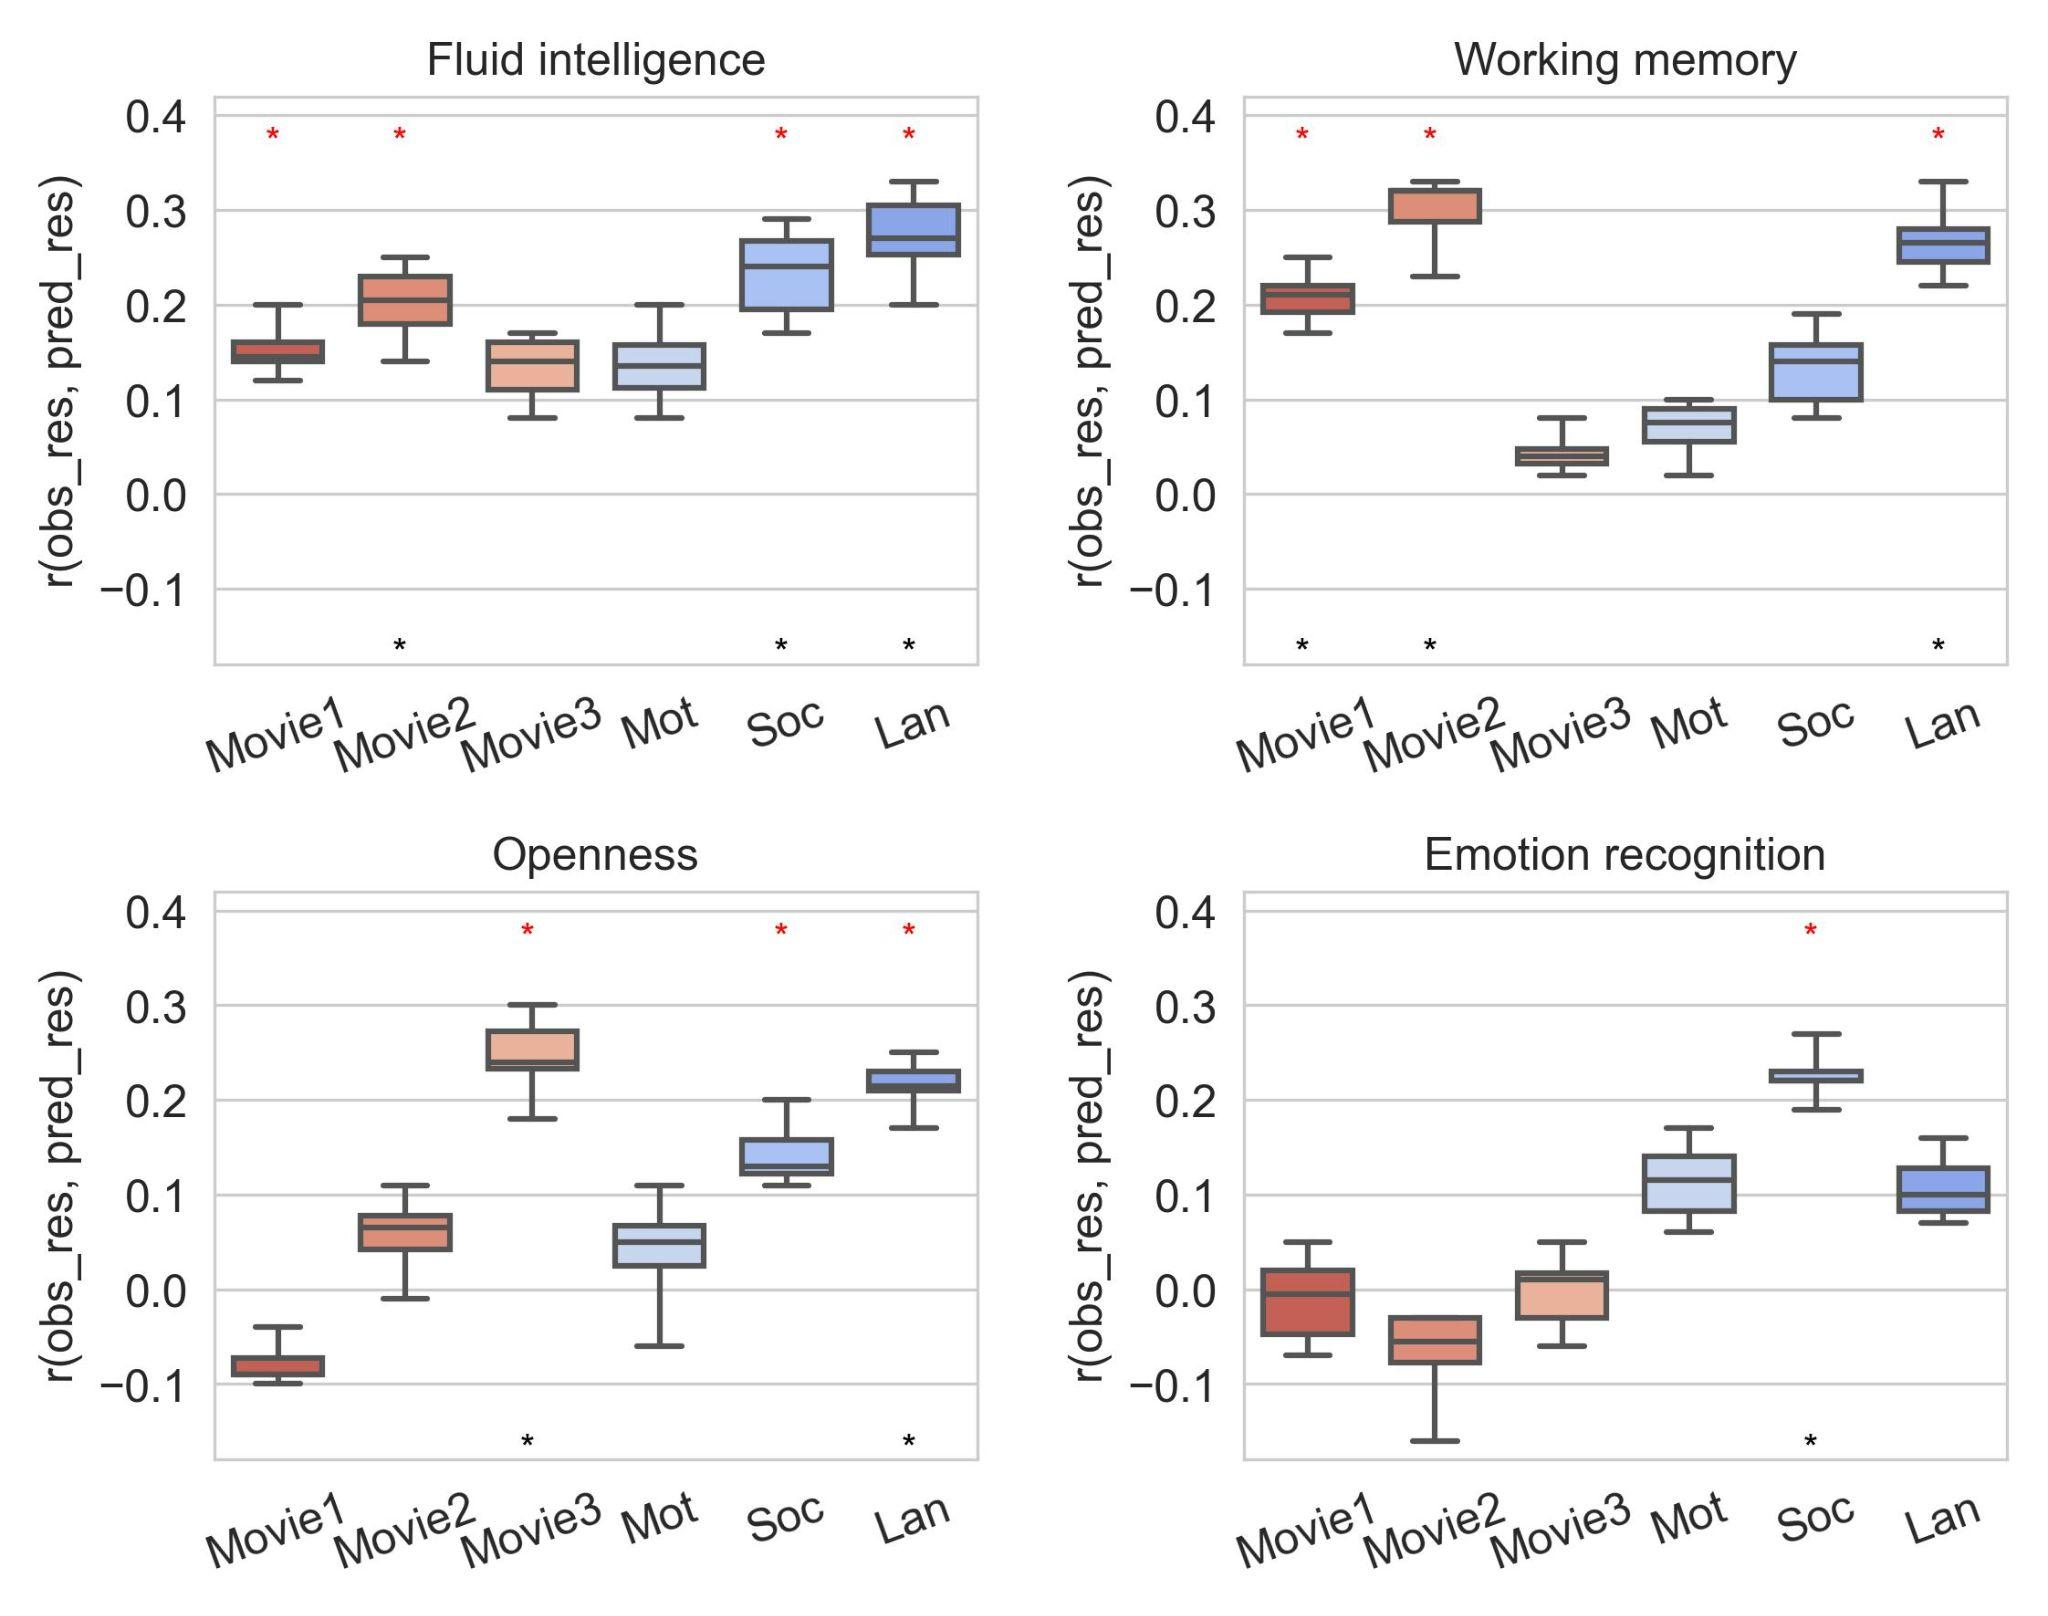 Fluid intelligence
r(obs_res, pred_res)
0.4
* * * *
0.3
0.2
0.1
0.0
−0.1
* * *
Movie1 Movie2 Movie3 Mot Soc Lan
Working memory
r(obs_res, pred_res)
0.4
* * *
0.3
0.2
0.1
0.0
−0.1
* * *
Movie1 Movie2 Movie3 Mot Soc Lan
Openness
r(obs_res, pred_res)
0.4
* * *
0.3
0.2
0.1
0.0
−0.1
* *
Movie1 Movie2 Movie3 Mot Soc Lan
Emotion recognition
r(obs_res, pred_res)
0.4
*
0.3
0.2
0.1
0.0
−0.1
*
Movie1 Movie2 Movie3 Mot Soc Lan